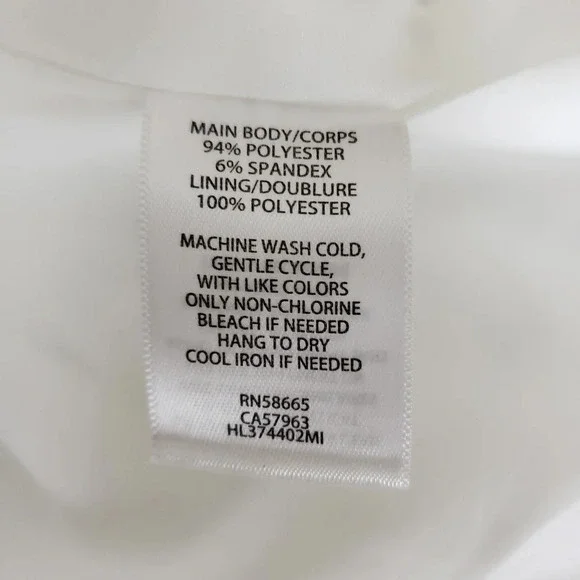 MAIN BODY/CORPS
94% POLYESTER
6% SPANDEX
LINING/DOUBLURE
100% POLYESTER
MACHINE WASH COLD,
GENTLE CYCLE,
WITH LIKE COLORS
ONLY NON-CHLORINE
BLEACH IF NEEDED
HANG TO DRY
COOL IRON IF NEEDED
RN58665
CA57963
HL374402MI